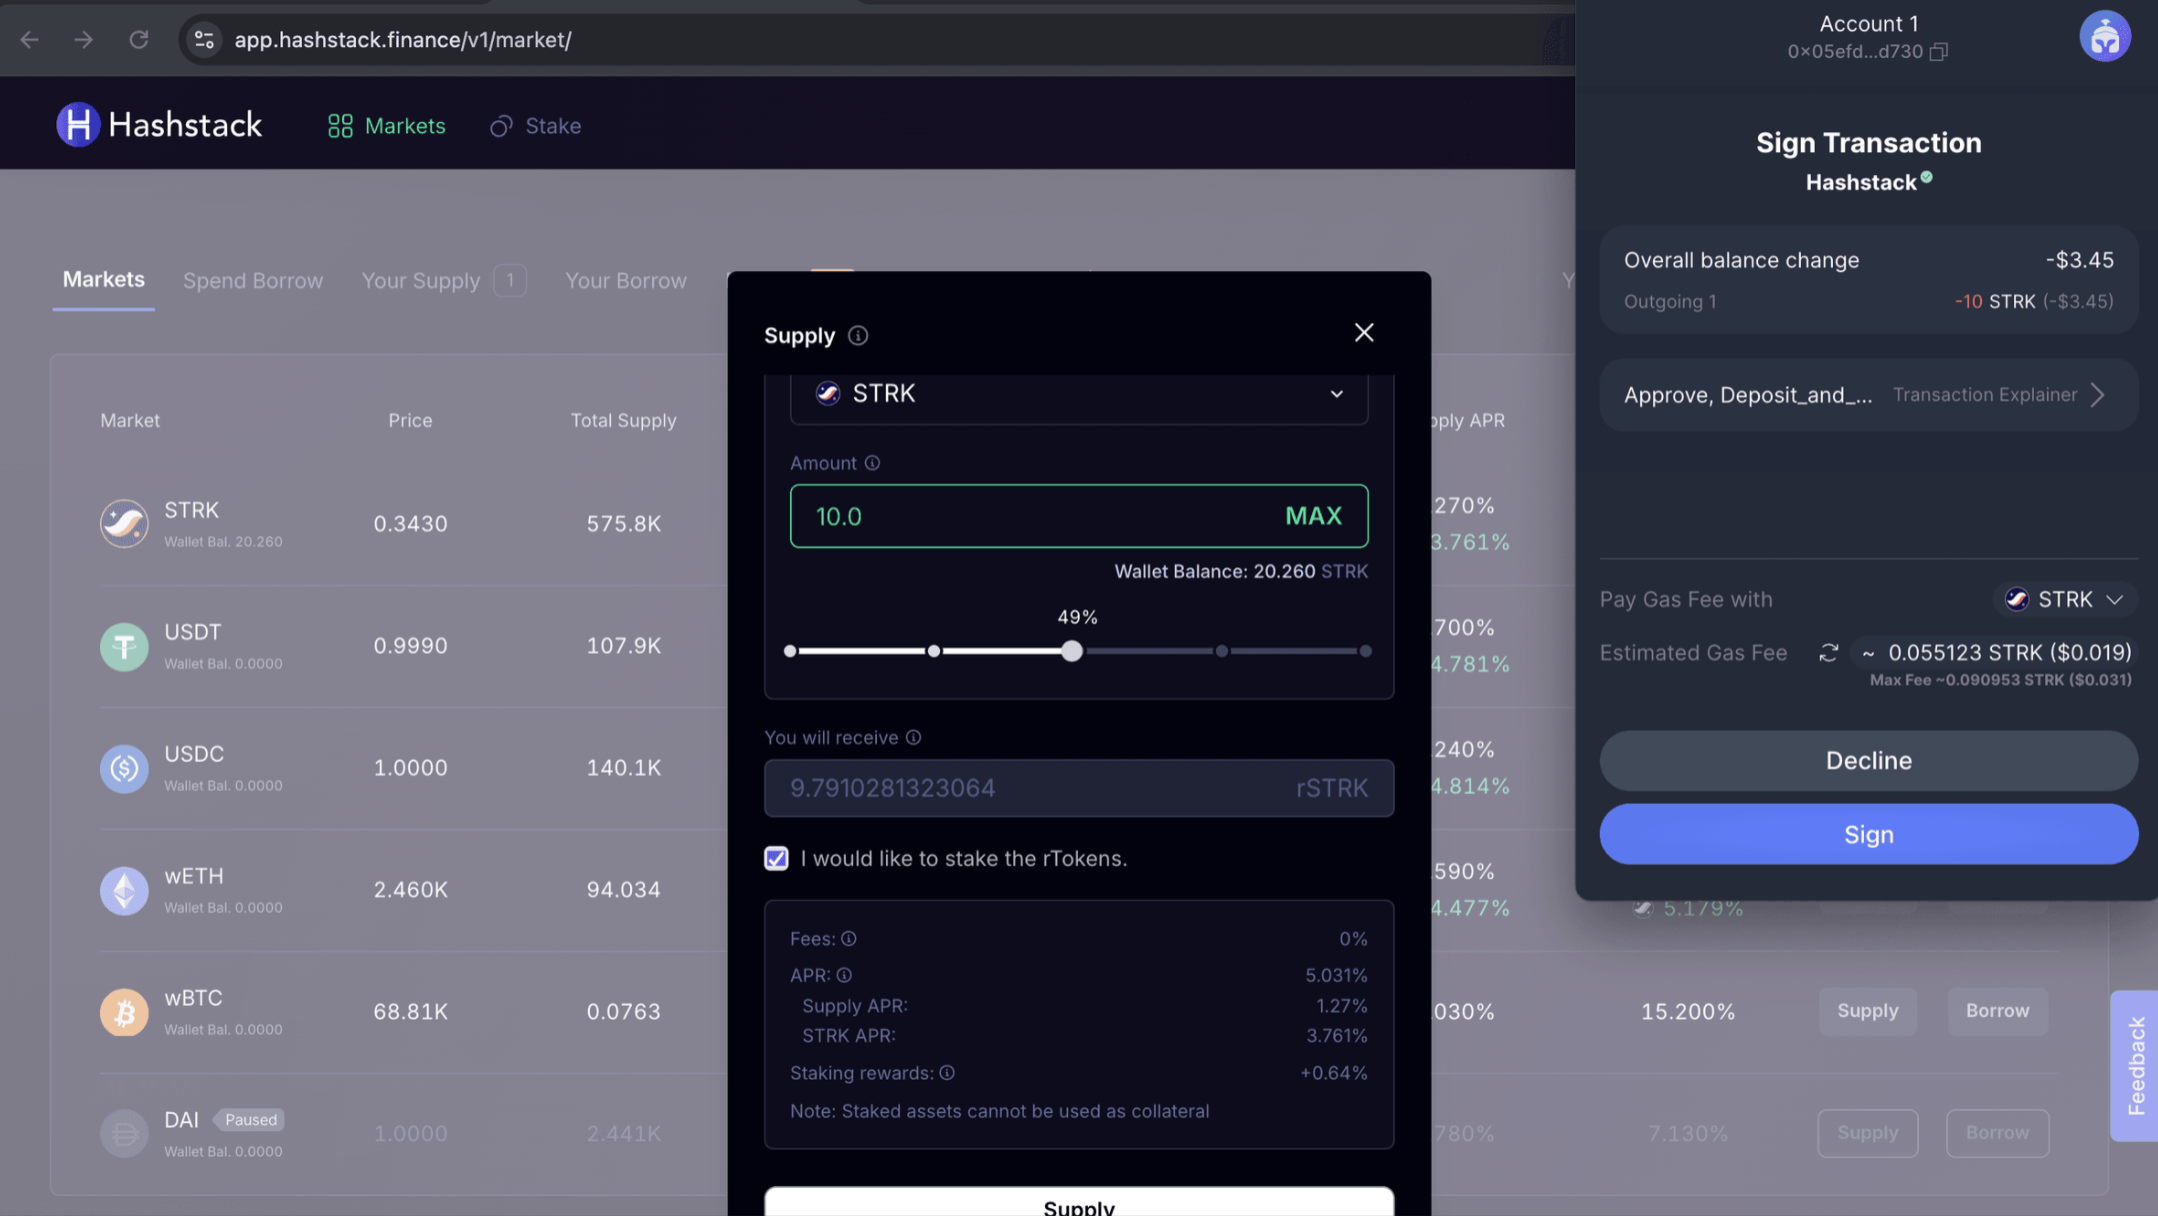 app.hashstack.finance/v1/market/
Hashstack
Markets
Stake
Markets
Spend Borrow
Your Supply 1
Your Borrow
Market Price Total Supply
STRK 0.3430 575.8K
Wallet Bal. 20.260
USDT 0.9990 107.9K
Wallet Bal. 0.0000
USDC 1.0000 140.1K
Wallet Bal. 0.0000
wETH 2.460K 94.034
Wallet Bal. 0.0000
wBTC 68.81K 0.0763
Wallet Bal. 0.0000
DAI Paused 1.0000 2.441K
Wallet Bal. 0.0000
Supply
STRK
Amount
10.0 MAX
Wallet Balance: 20.260 STRK
49%
You will receive
9.7910281323064 rSTRK
I would like to stake the rTokens.
Fees: 0%
APR: 5.031%
Supply APR: 1.27%
STRK APR: 3.761%
Staking rewards: +0.64%
Note: Staked assets cannot be used as collateral
Supply
APR
.270%
3.761%
.700%
4.781%
.240%
4.814%
.590%
4.477%
5.179%
.030% 15.200% Supply Borrow
.780% 7.130% Supply Borrow
Feedback
Account 1
0x05efd...d730
Sign Transaction
Hashstack
Overall balance change -$3.45
Outgoing 1 -10 STRK (-$3.45)
Approve, Deposit_and_... Transaction Explainer
Pay Gas Fee with STRK
Estimated Gas Fee ~ 0.055123 STRK ($0.019)
Max Fee ~0.090953 STRK ($0.031)
Decline
Sign